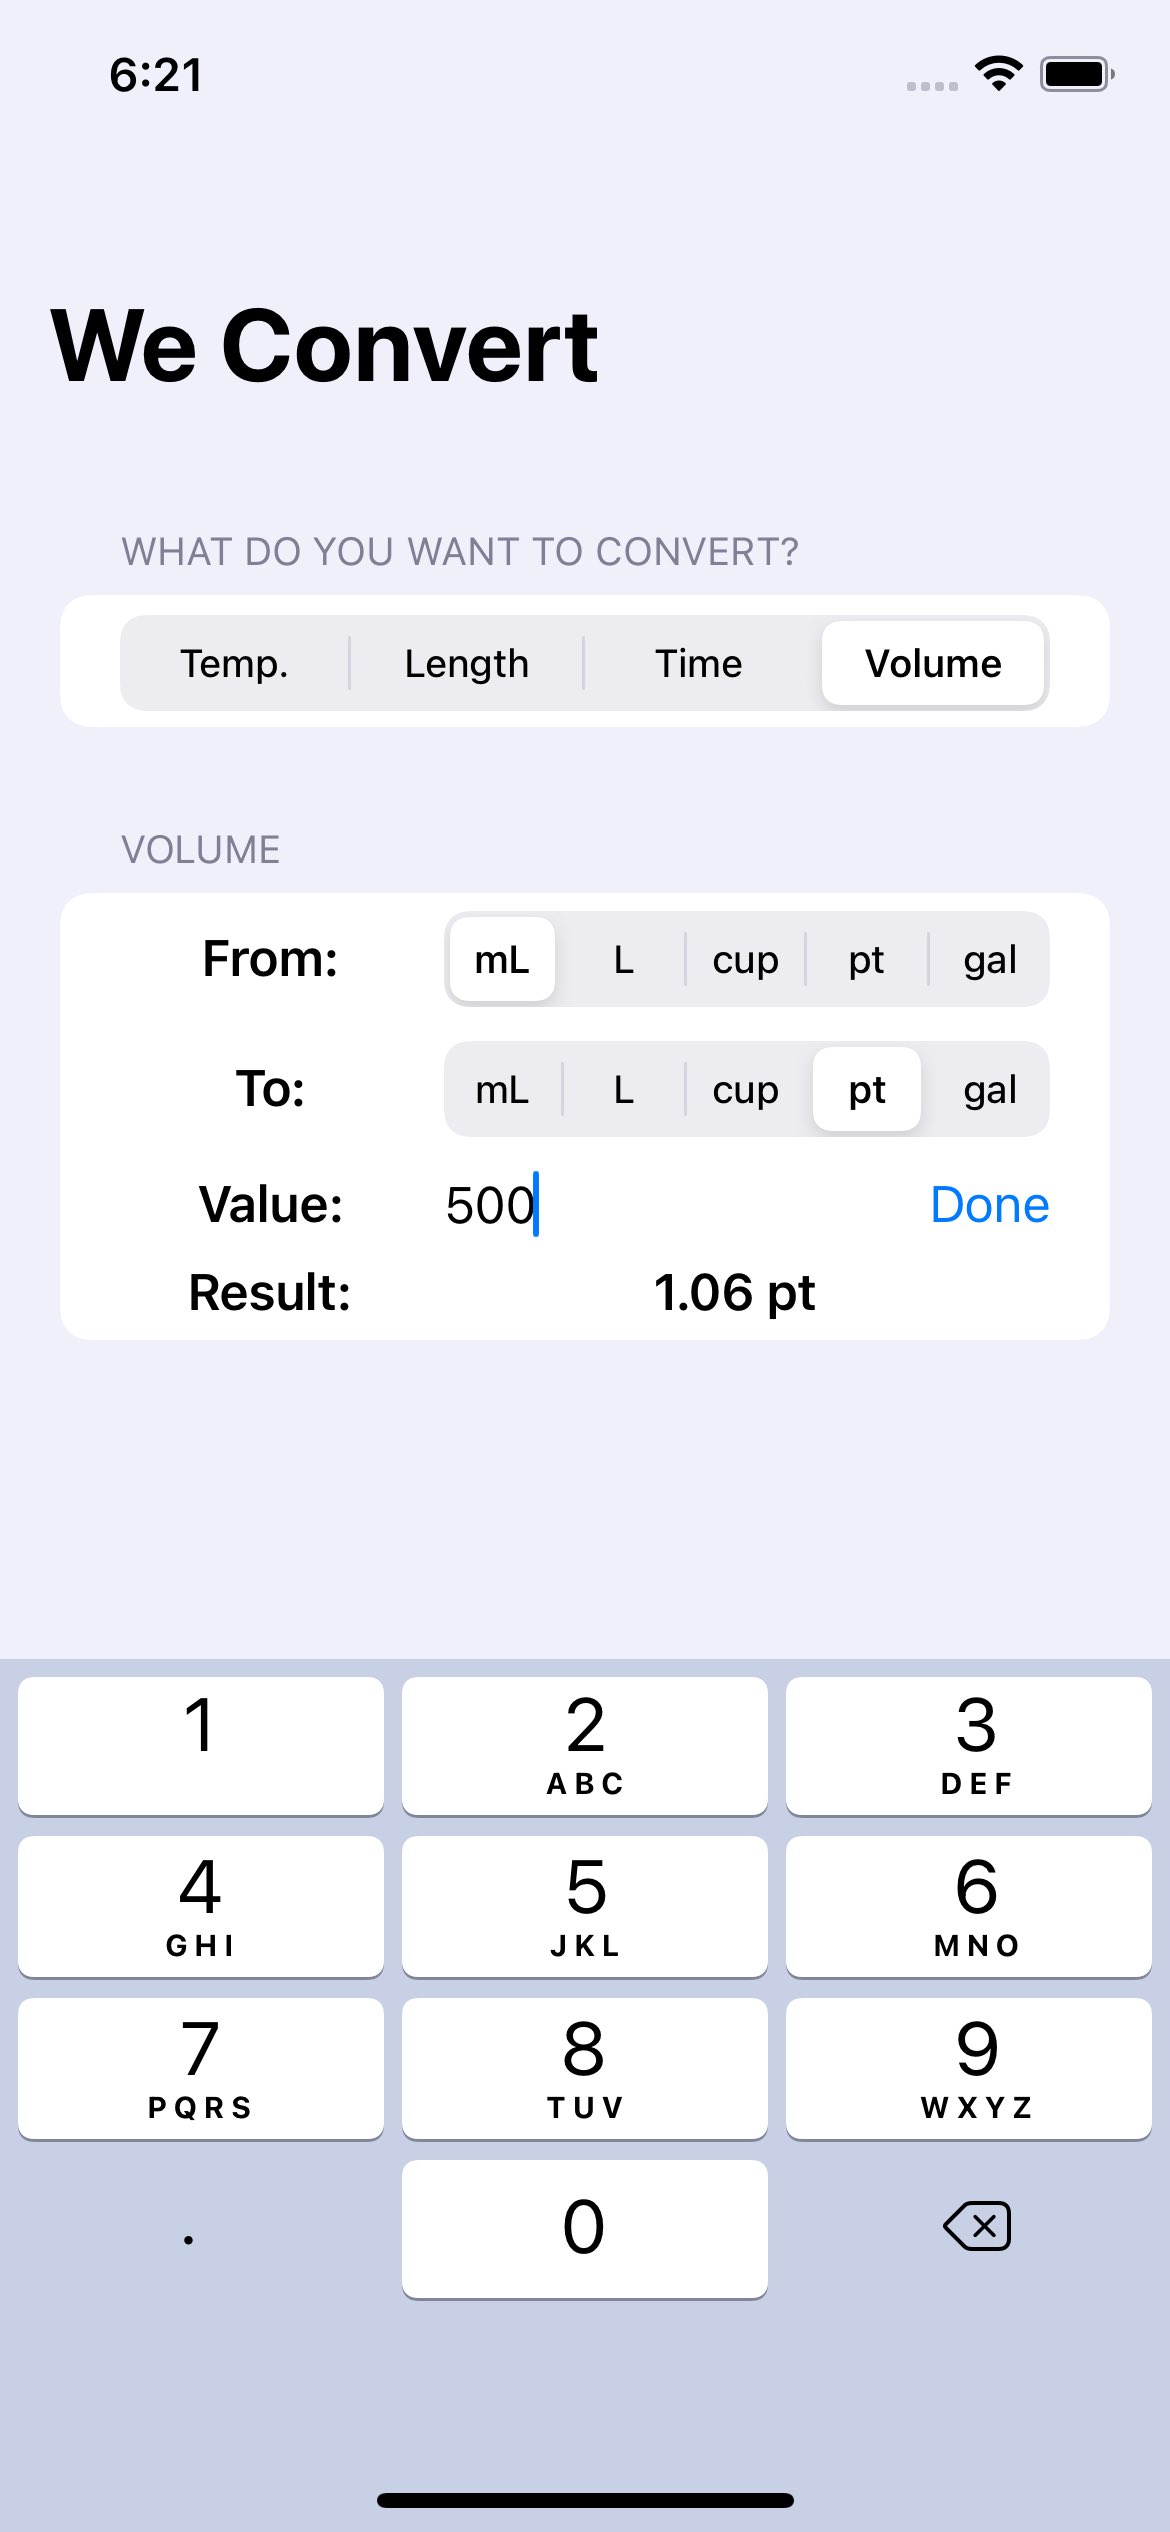 6:21
We Convert
WHAT DO YOU WANT TO CONVERT?
Temp. Length Time Volume
VOLUME
From: mL L cup pt gal
To: mL L cup pt gal
Value: 500 Done
Result: 1.06 pt
1 2 3
ABC DEF
4 5 6
GHI JKL MNO
7 8 9
PQRS TUV WXYZ
. 0